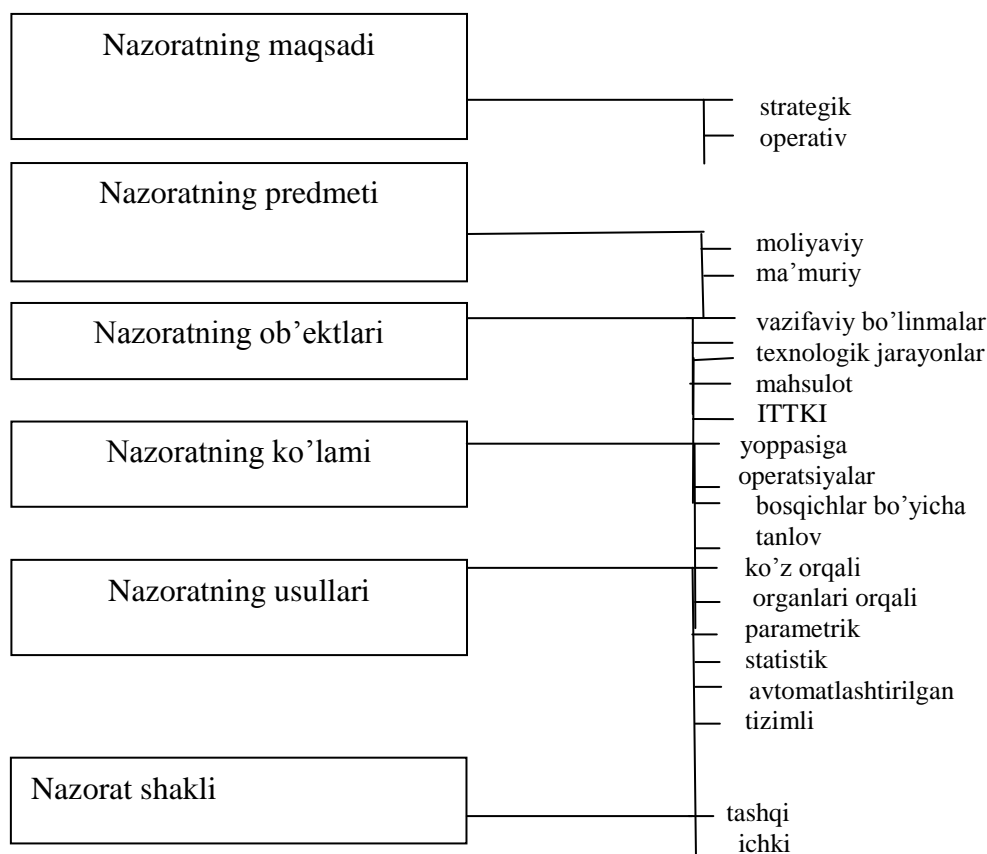 Nazoratning maqsadi
strategik
operativ
Nazoratning predmeti
moliyaviy
ma’muriy
Nazoratning ob’ektlari
vazifaviy bo’linmalar
texnologik jarayonlar
mahsulot
ITTKI
Nazoratning ko’lami
yoppasiga
operatsiyalar
bosqichlar bo’yicha
tanlov
Nazoratning usullari
ko’z orqali
organlari orqali
parametrik
statistik
avtomatlashtirilgan
tizimli
Nazorat shakli
tashqi
ichki